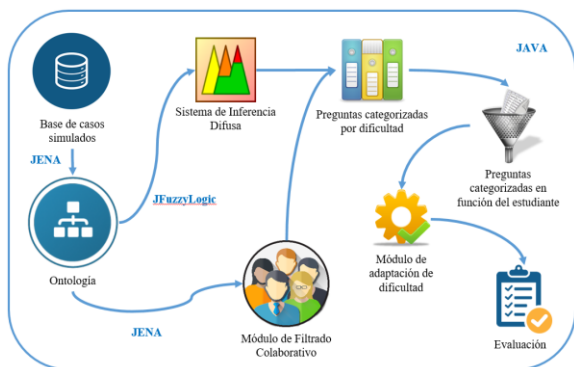 JAVA
Base de casos
simulados
Sistema de Inferencia
Difusa
Preguntas categorizadas
por dificultad
JENA
JFuzzyLogic
Preguntas
categorizadas en
función del estudiante
Ontología
Módulo de
adaptación de
dificultad
JENA
Módulo de Filtrado
Colaborativo
Evaluación